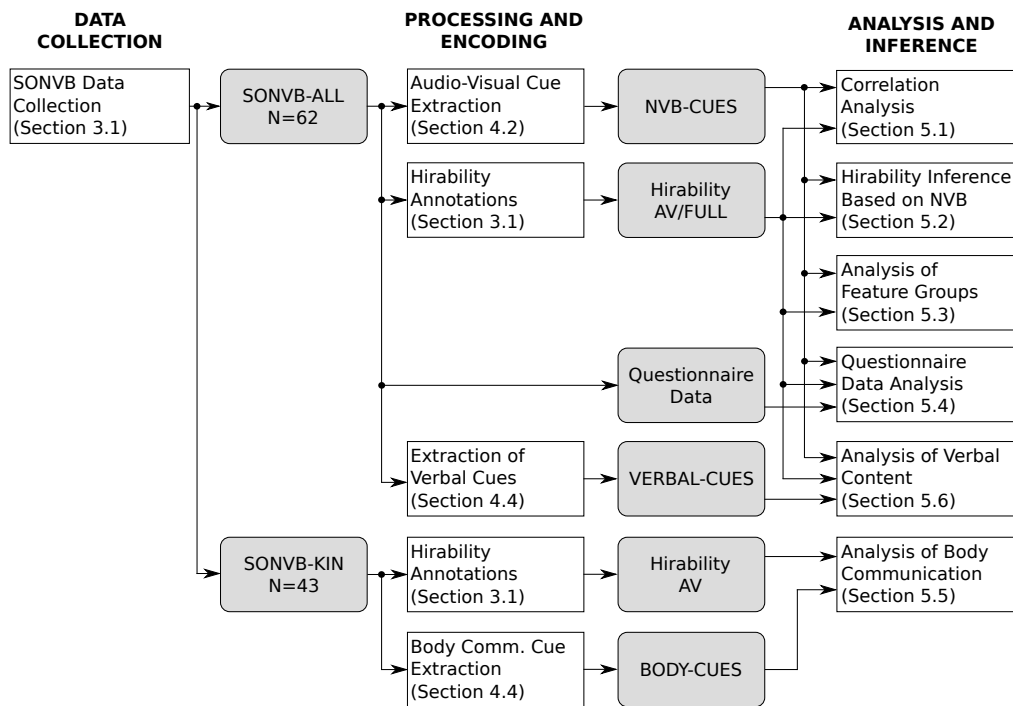 DATA
COLLECTION
PROCESSING AND
ENCODING
ANALYSIS AND
INFERENCE
SONVB Data
Collection
(Section 3.1)
SONVB-ALL
N=62
Audio-Visual Cue
Extraction
(Section 4.2)
NVB-CUES
Correlation
Analysis
(Section 5.1)
Hirability
Annotations
(Section 3.1)
Hirability
AV/FULL
Hirability Inference
Based on NVB
(Section 5.2)
Analysis of
Feature Groups
(Section 5.3)
Questionnaire
Data
Questionnaire
Data Analysis
(Section 5.4)
Extraction of
Verbal Cues
(Section 4.4)
VERBAL-CUES
Analysis of Verbal
Content
(Section 5.6)
SONVB-KIN
N=43
Hirability
Annotations
(Section 3.1)
Hirability
AV
Analysis of Body
Communication
(Section 5.5)
Body Comm. Cue
Extraction
(Section 4.4)
BODY-CUES